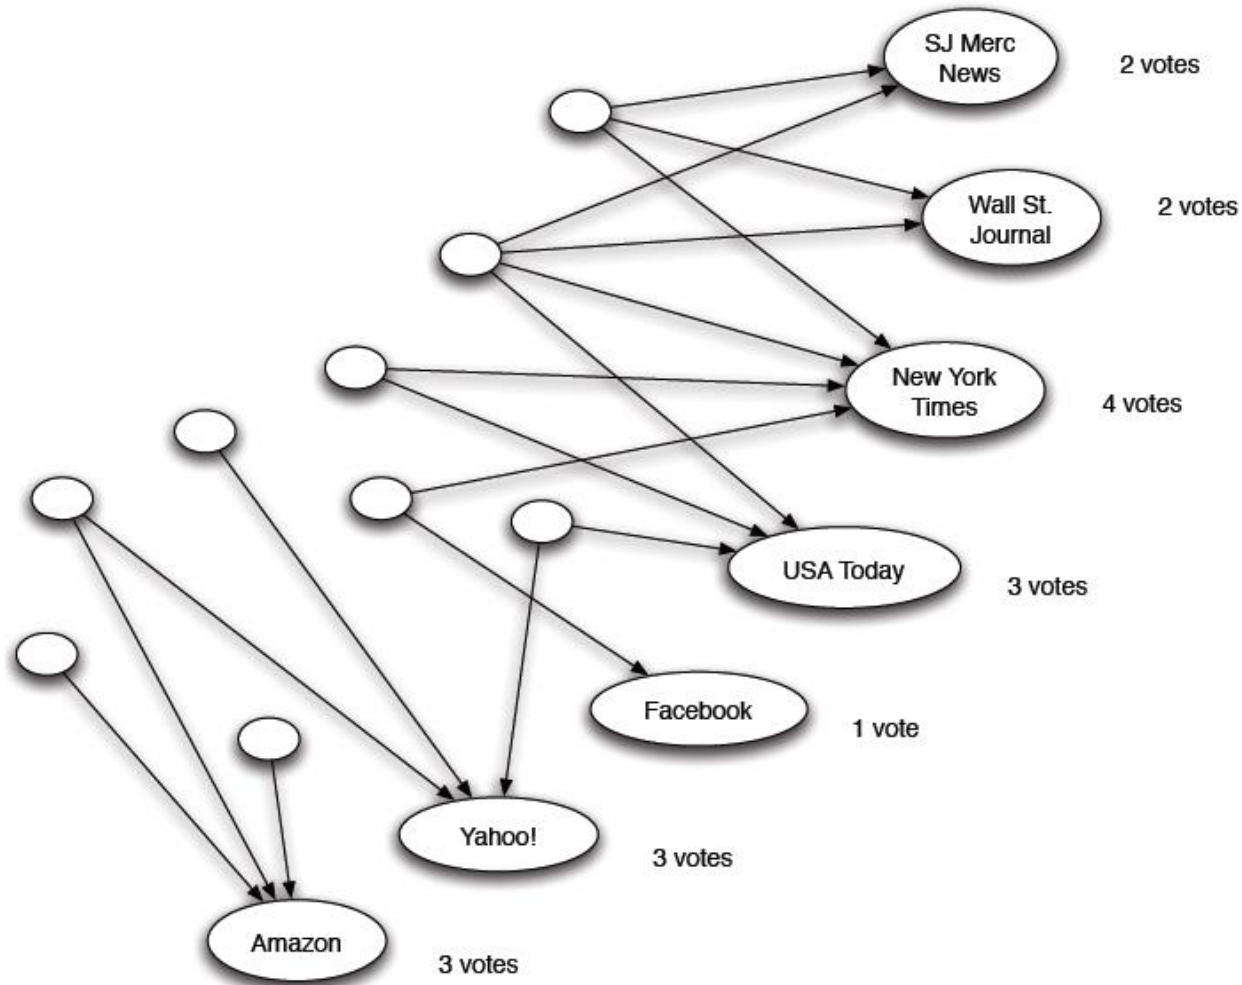 SJ Merc
News
2 votes
Wall St.
Journal
2 votes
New York
Times
4 votes
USA Today
3 votes
Facebook
1 vote
Yahoo!
3 votes
Amazon
3 votes